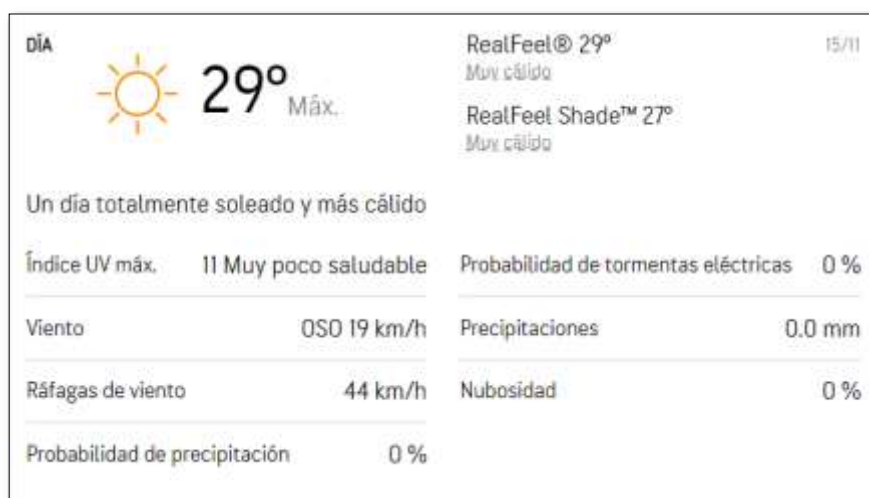 DÍA
29° Máx.
RealFeel® 29°
15/11
Muy cálido
RealFeel Shade™ 27°
Muy cálido
Un día totalmente soleado y más cálido
Índice UV máx. 11 Muy poco saludable
Viento OSO 19 km/h
Ráfagas de viento 44 km/h
Probabilidad de precipitación 0 %
Probabilidad de tormentas eléctricas 0 %
Precipitaciones 0.0 mm
Nubosidad 0 %